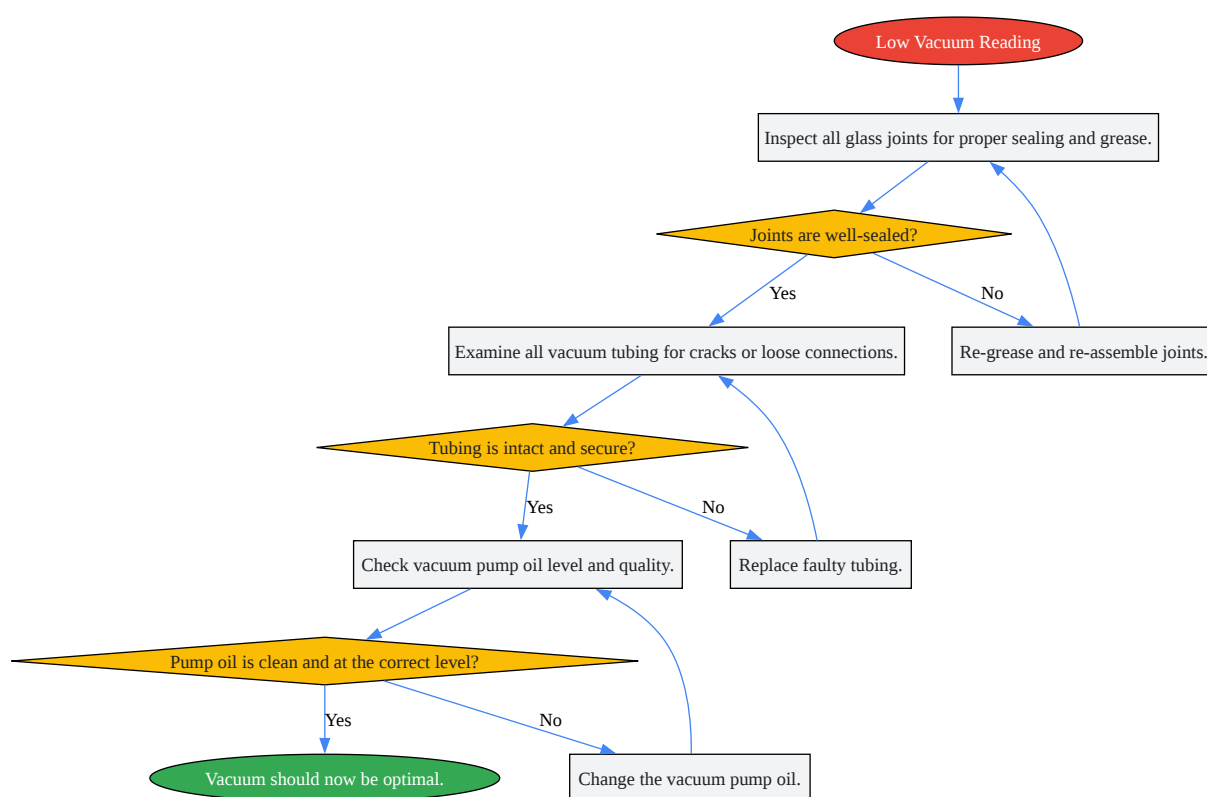 Low Vacuum Reading
Inspect all glass joints for proper sealing and grease.
Joints are well-sealed?
Yes
No
Examine all vacuum tubing for cracks or loose connections.
Re-grease and re-assemble joints.
Tubing is intact and secure?
Yes
No
Check vacuum pump oil level and quality.
Replace faulty tubing.
Pump oil is clean and at the correct level?
Yes
No
Vacuum should now be optimal.
Change the vacuum pump oil.